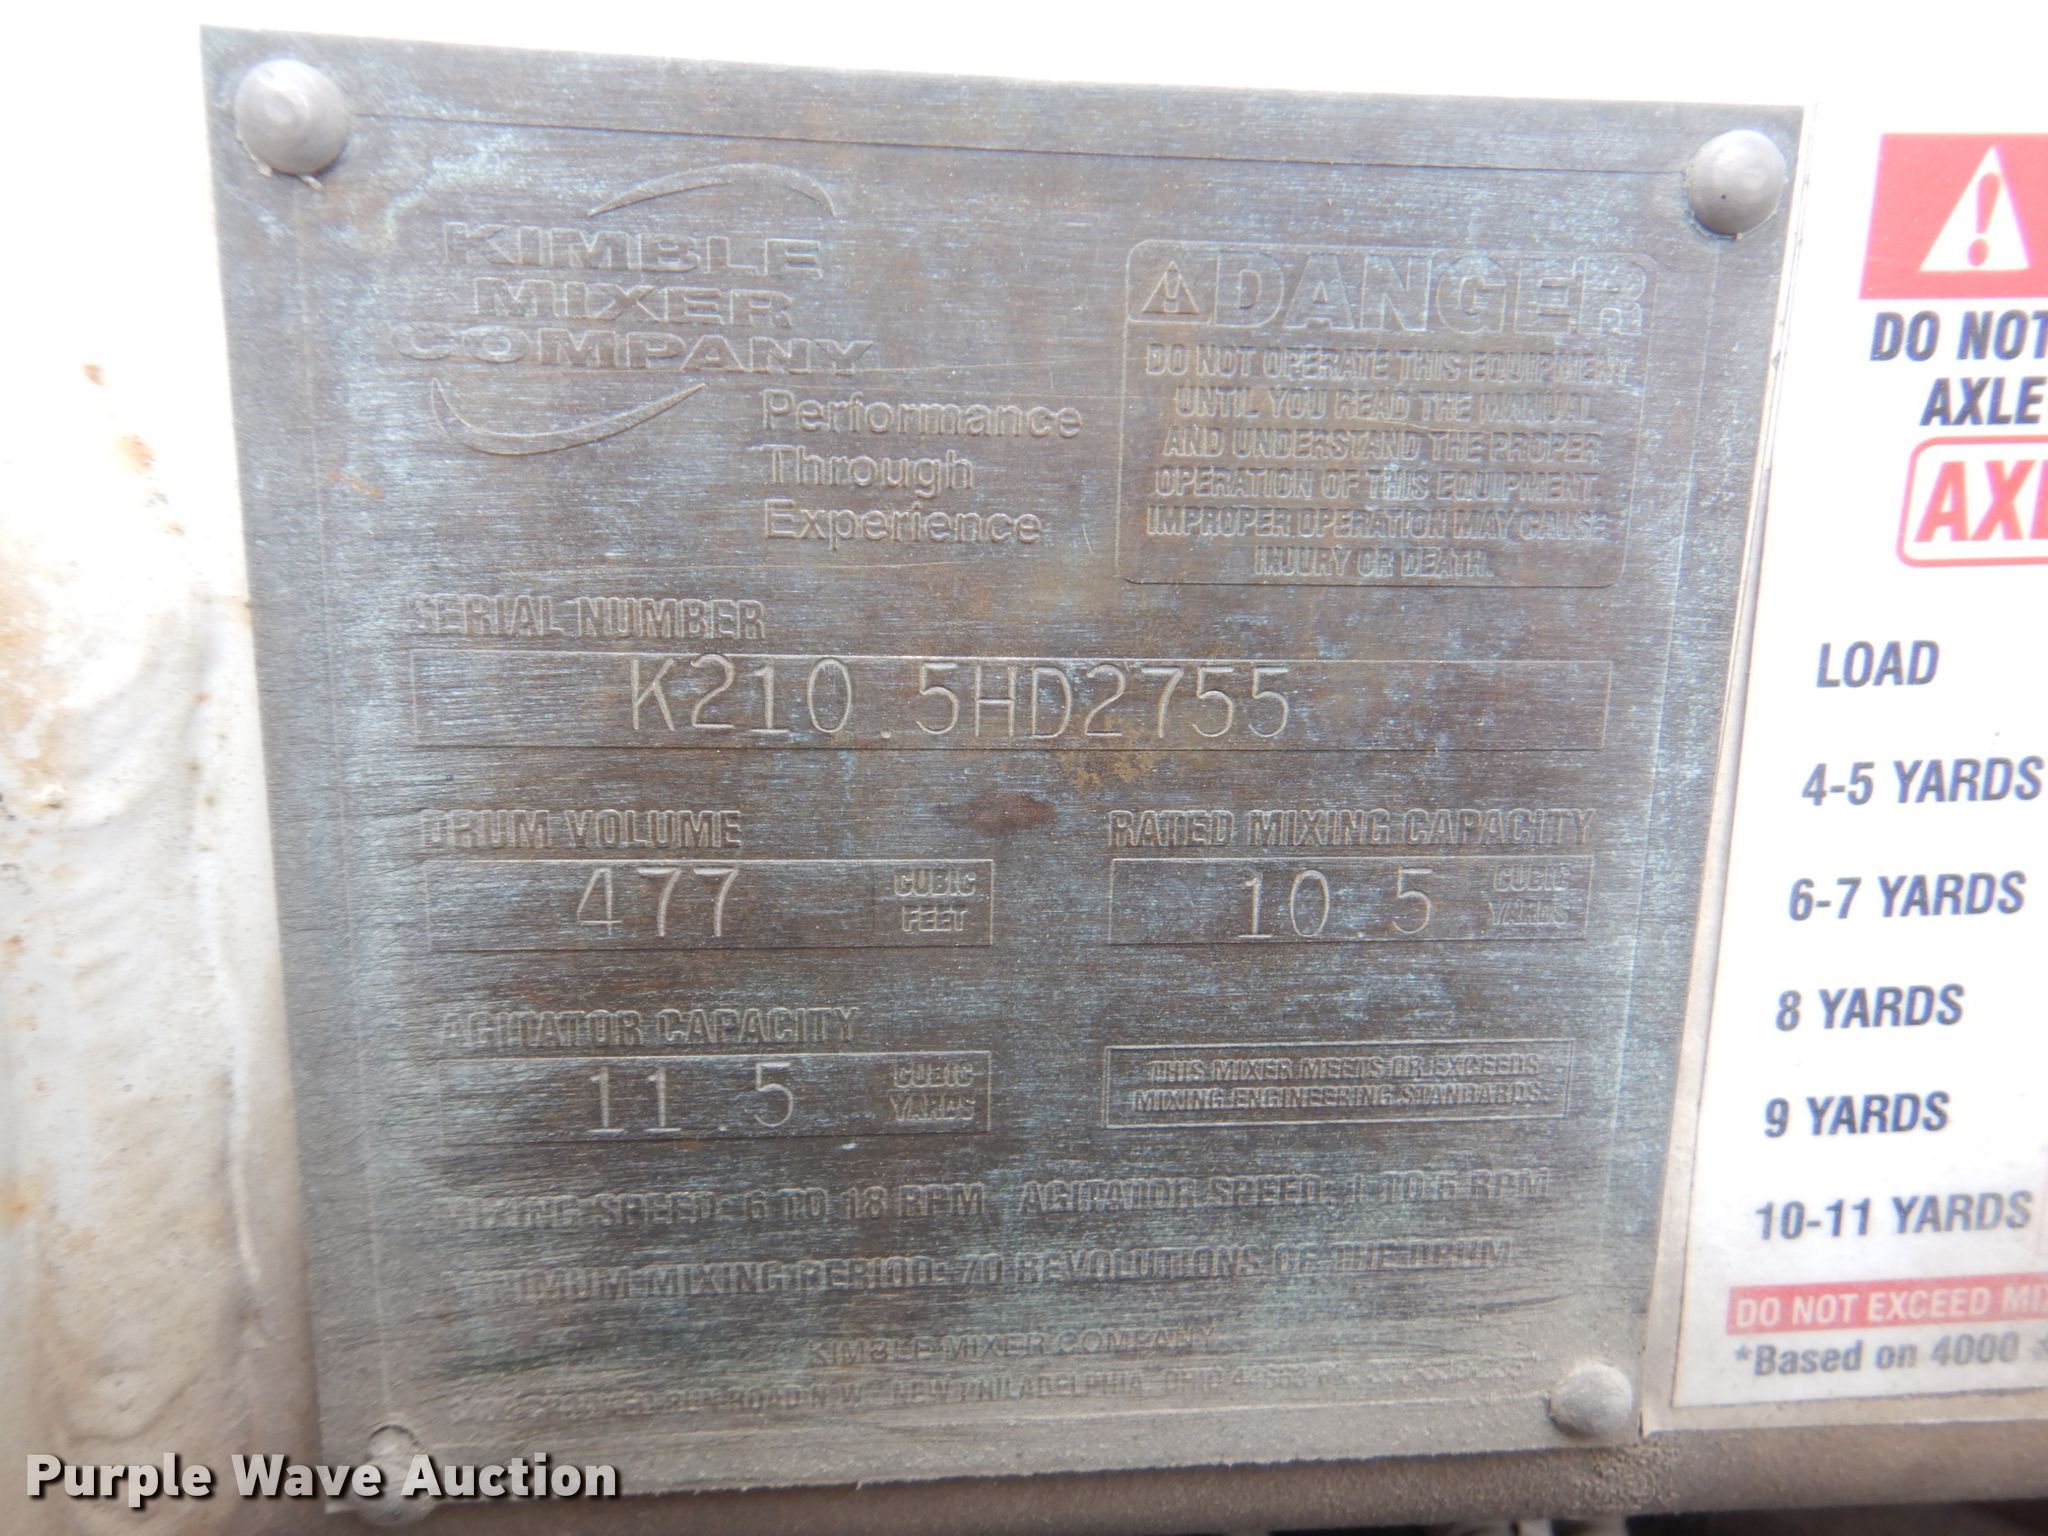 KIMBLE
MIXER
COMPANY
Performance
Through
Experience
DANGER
DO NOT OPERATE THIS EQUIPMENT
UNTIL YOU READ THE MANUAL
AND UNDERSTAND THE PROPER
OPERATION OF THIS EQUIPMENT.
IMPROPER OPERATION MAY CAUSE
INJURY OR DEATH.
SERIAL NUMBER
K210.5HD2755
DRUM VOLUME
477 CUBIC
FEET
RATED MIXING CAPACITY
10.5 CUBIC
YARDS
AGITATOR CAPACITY
11.5 CUBIC
YARDS
THIS MIXER MEETS OR EXCEEDS
MIXING ENGINEERING STANDARDS.
MIXING SPEED: 6 TO 18 RPM AGITATOR SPEED: 1 TO 5 RPM
MINIMUM MIXING PERIOD: 70 REVOLUTIONS OF THE DRUM
KIMBLE MIXER COMPANY
ROAD N.W. NEW PHILADELPHIA, OHIO
DO NOT
AXLE
LOAD
4-5 YARDS
6-7 YARDS
8 YARDS
9 YARDS
10-11 YARDS
DO NOT EXCEED
*Based on 4000
Purple Wave Auction